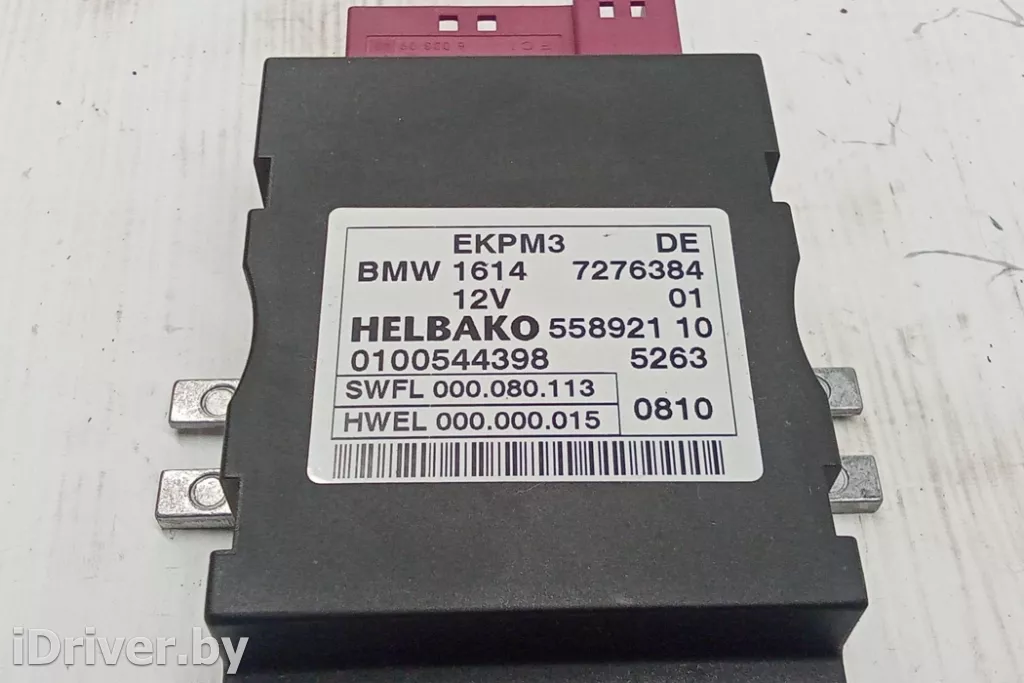 EKPM3 DE
BMW 1614 7276384
12V 01
HELBAKO 558921 10
0100544398 5263
SWFL 000.080.113
HWEL 000.000.015 0810
iDriver.by